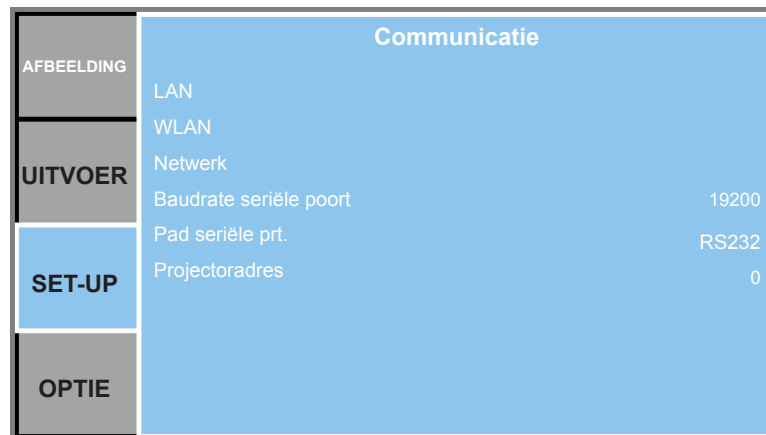 Communicatie
AFBEELDING
UITVOER
SET-UP
OPTIE
LAN
WLAN
Netwerk
Baudrate seriële poort 19200
Pad seriële prt. RS232
Projectoradres 0